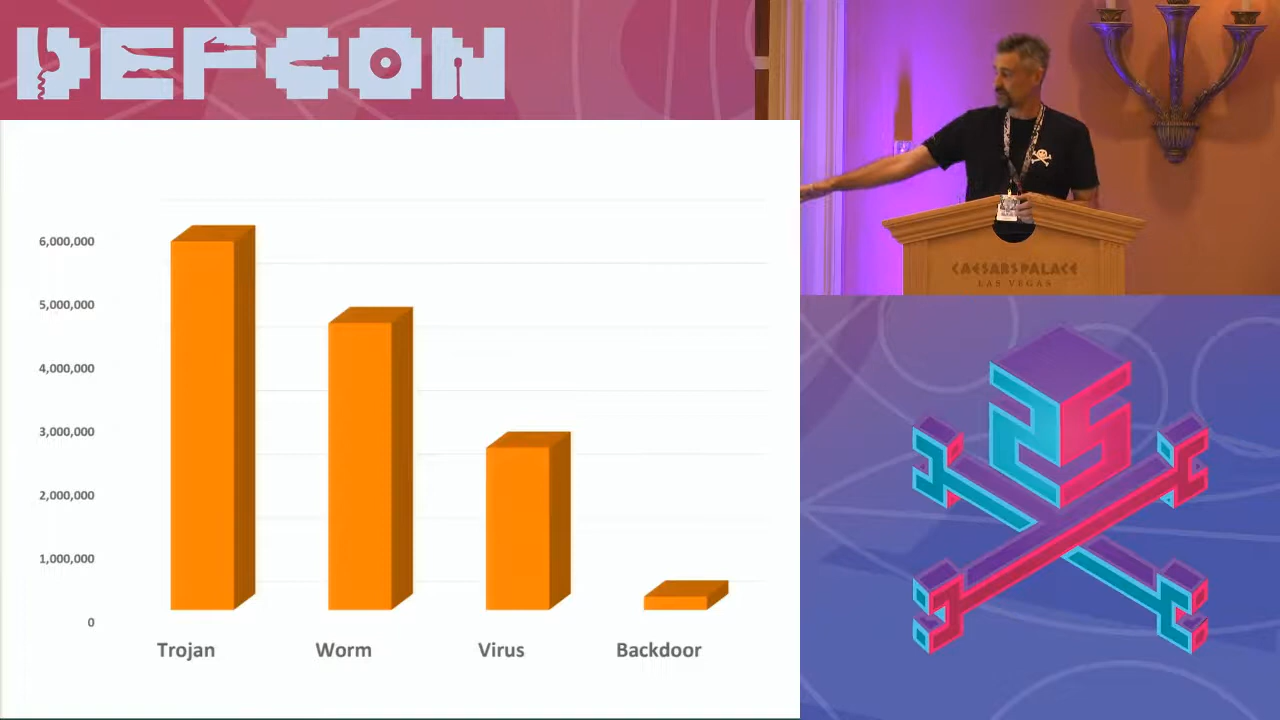 DEFCON
6,000,000
5,000,000
4,000,000
3,000,000
2,000,000
1,000,000
0
Trojan
Worm
Virus
Backdoor
CAESARS PALACE
LAS VEGAS
25